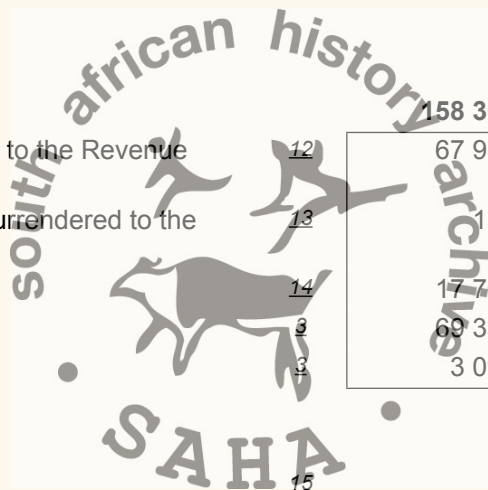 south african history archive
158 3
to the Revenue 12 67 9
urrendered to the 13 1
14 17 7
3 69 3
3 3 0
SAHA
15